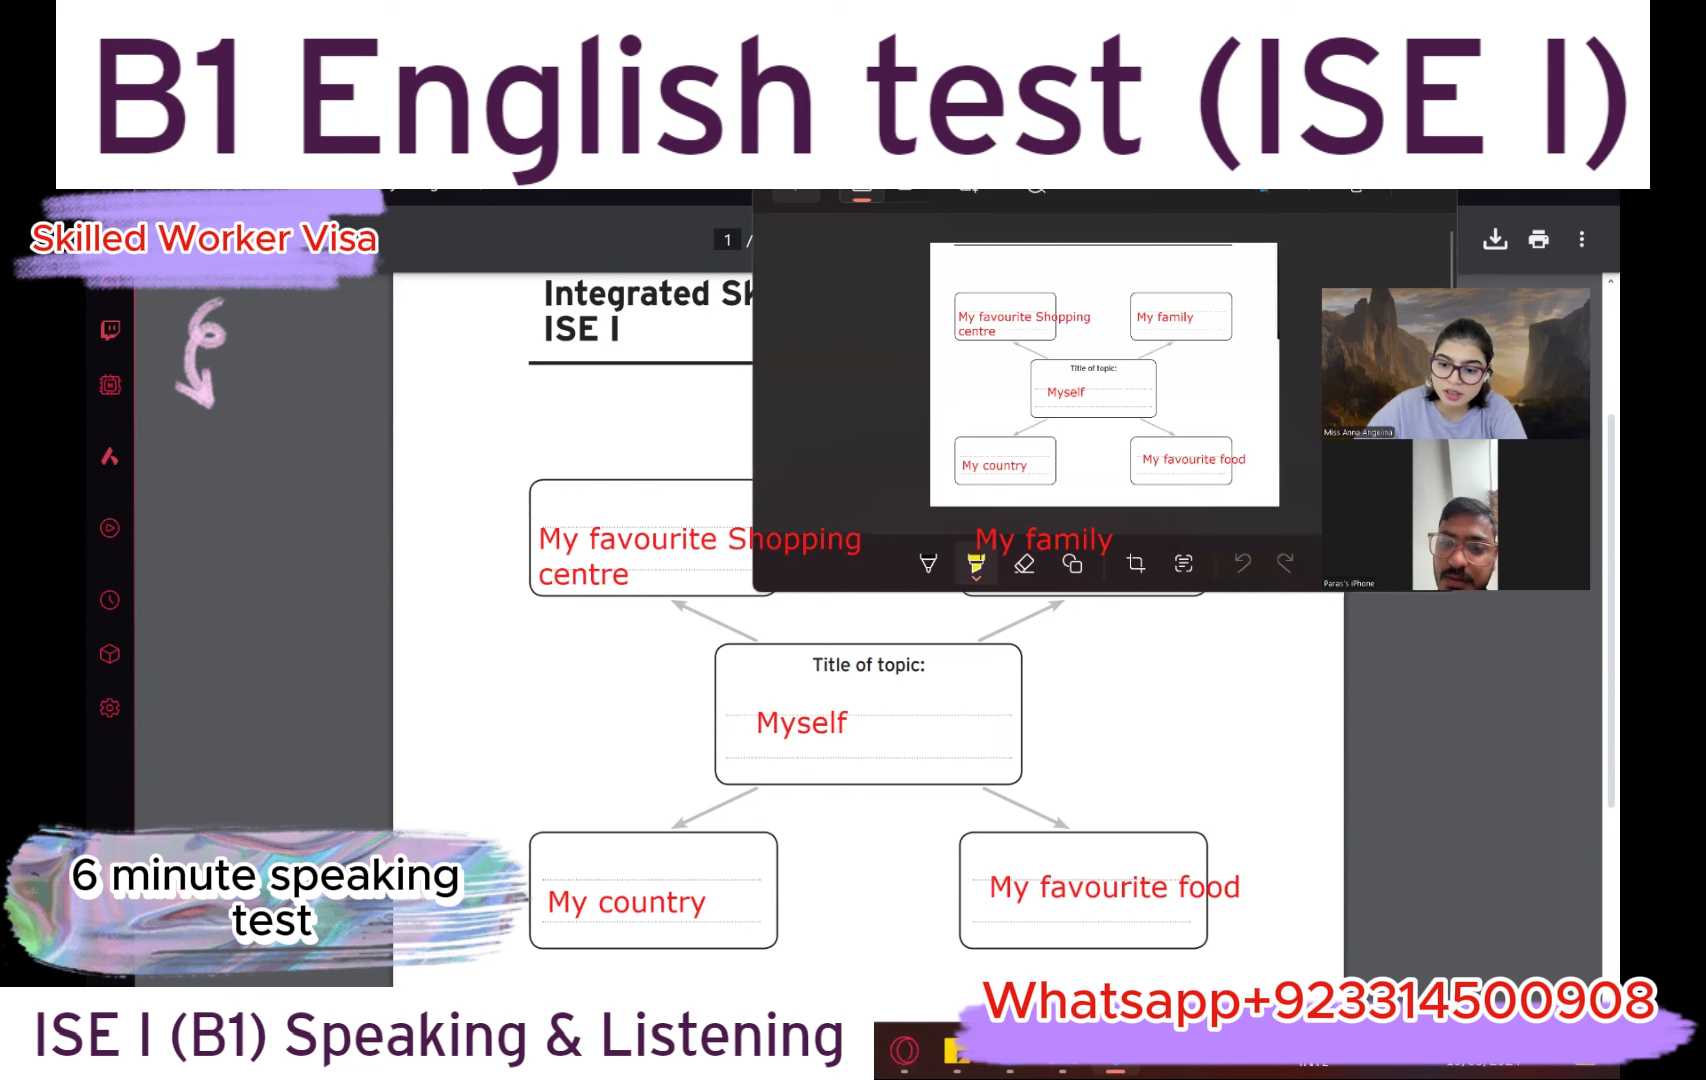 B1 English test (ISE I)
Skilled Worker Visa
1 /
Integrated Sk
ISE I
My favourite Shopping
centre
My family
Title of topic:
Myself
My country
My favourite food
Miss Anna Angelina
Paras's iPhone
My favourite Shopping
centre
My family
Title of topic:
Myself
My country
My favourite food
6 minute speaking
test
Whatsapp+923314500908
ISE I (B1) Speaking & Listening